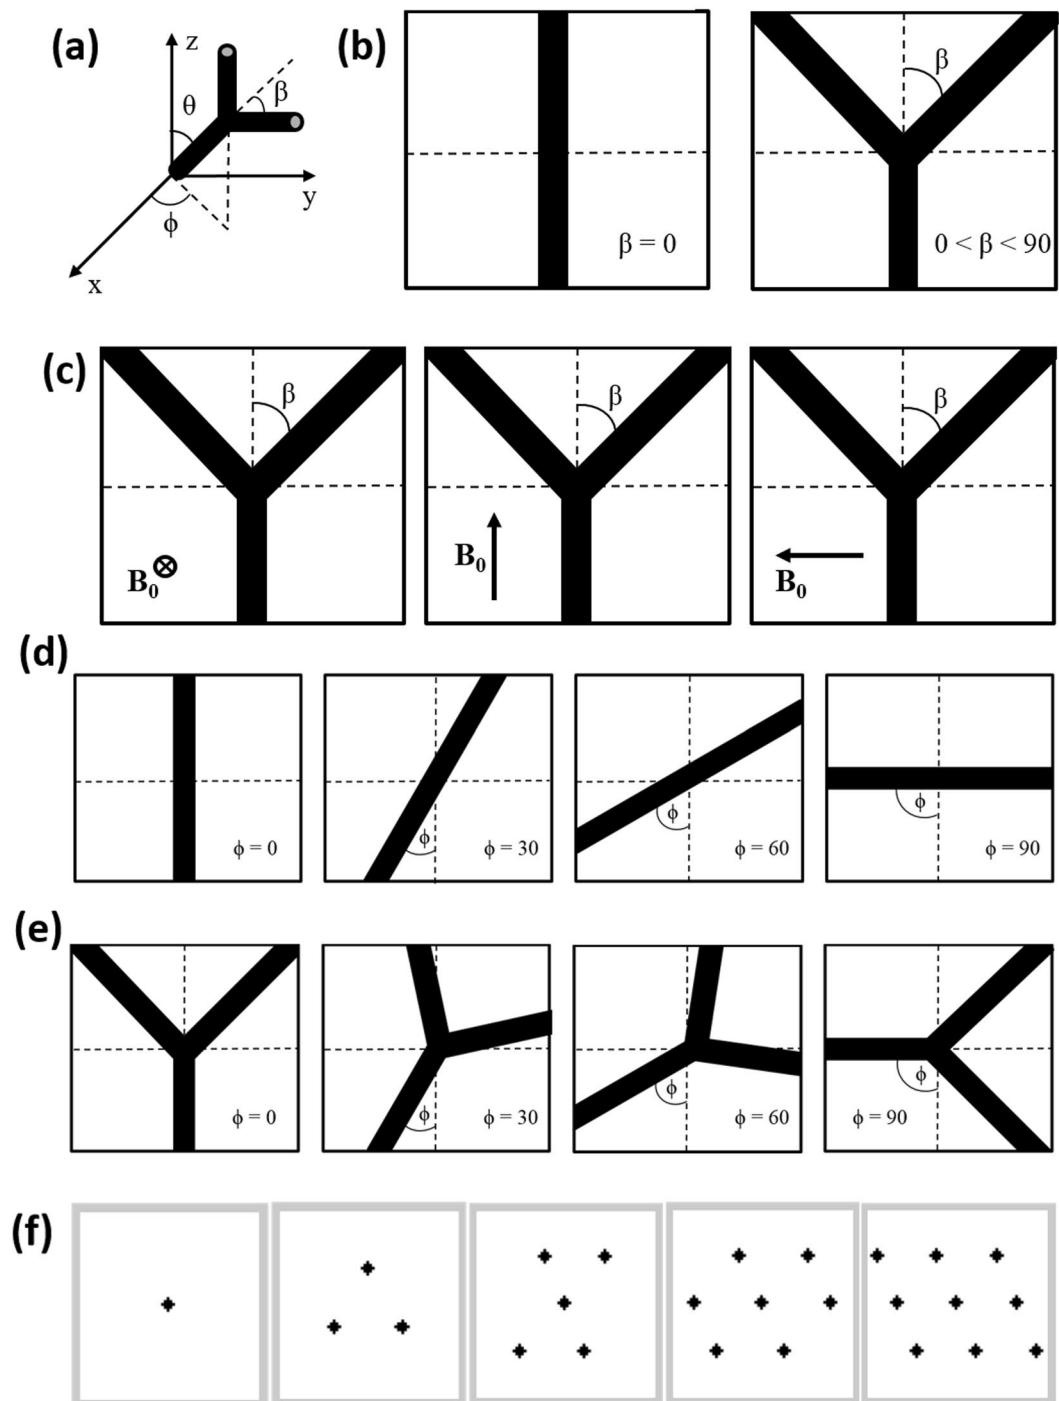 (a)
z
θ
β
y
ϕ
x
(b)
β = 0
β
0 < β < 90
(c)
β
B₀
β
B₀
β
B₀
(d)
ϕ = 0
ϕ
ϕ = 30
ϕ
ϕ = 60
ϕ
ϕ = 90
(e)
ϕ = 0
ϕ
ϕ = 30
ϕ
ϕ = 60
ϕ
ϕ = 90
(f)